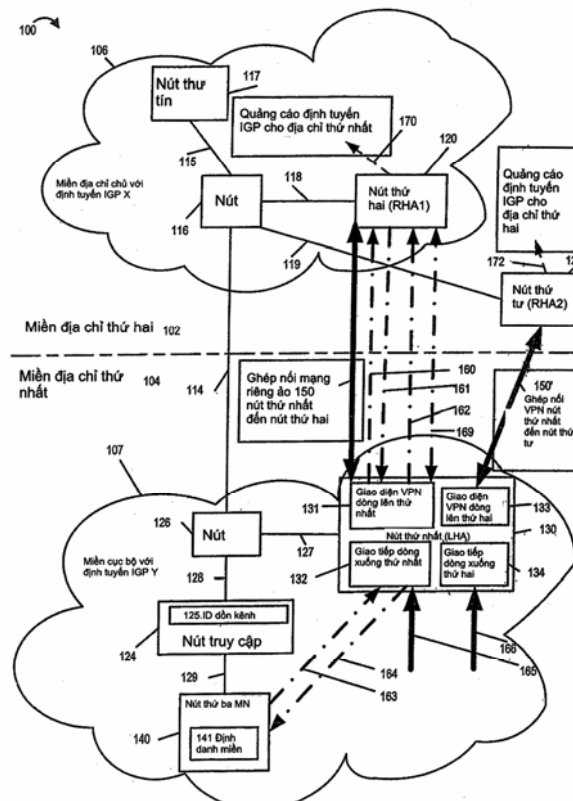 100
106
Nút thư
tín
117
Quảng cáo định tuyến
IGP cho địa chỉ thứ nhất
170
120
115
118
Nút thứ
hai (RHA1)
Quảng cáo
định tuyến
IGP cho
địa chỉ thứ
hai
Miền địa chỉ chủ với
định tuyến IGP X
Nút
116
119
172
Nút thứ
tư (RHA2)
Miền địa chỉ thứ hai 102
Miền địa chỉ thứ
nhất
104
114
Ghép nối mạng
riêng ảo 150
nút thứ nhất
đến nút thứ hai
160
161
162
169
150'
Ghép nối
VPN nút
thứ nhất
đến nút thứ
tư
107
131
Giao diện VPN
dòng lên thứ
nhất
Giao diện VPN
dòng lên thứ hai
133
126
Nút
127
Nút thứ nhất (LHA)
130
Miền cục bộ với
định tuyến IGP Y
128
132
Giao tiếp dòng
xuống thứ nhất
Giao tiếp dòng
xuống thứ hai
134
125.ID dồn kênh
124
Nút truy cập
129
164
163
166
165
Nút thứ ba MN
140
141 Định
danh miền